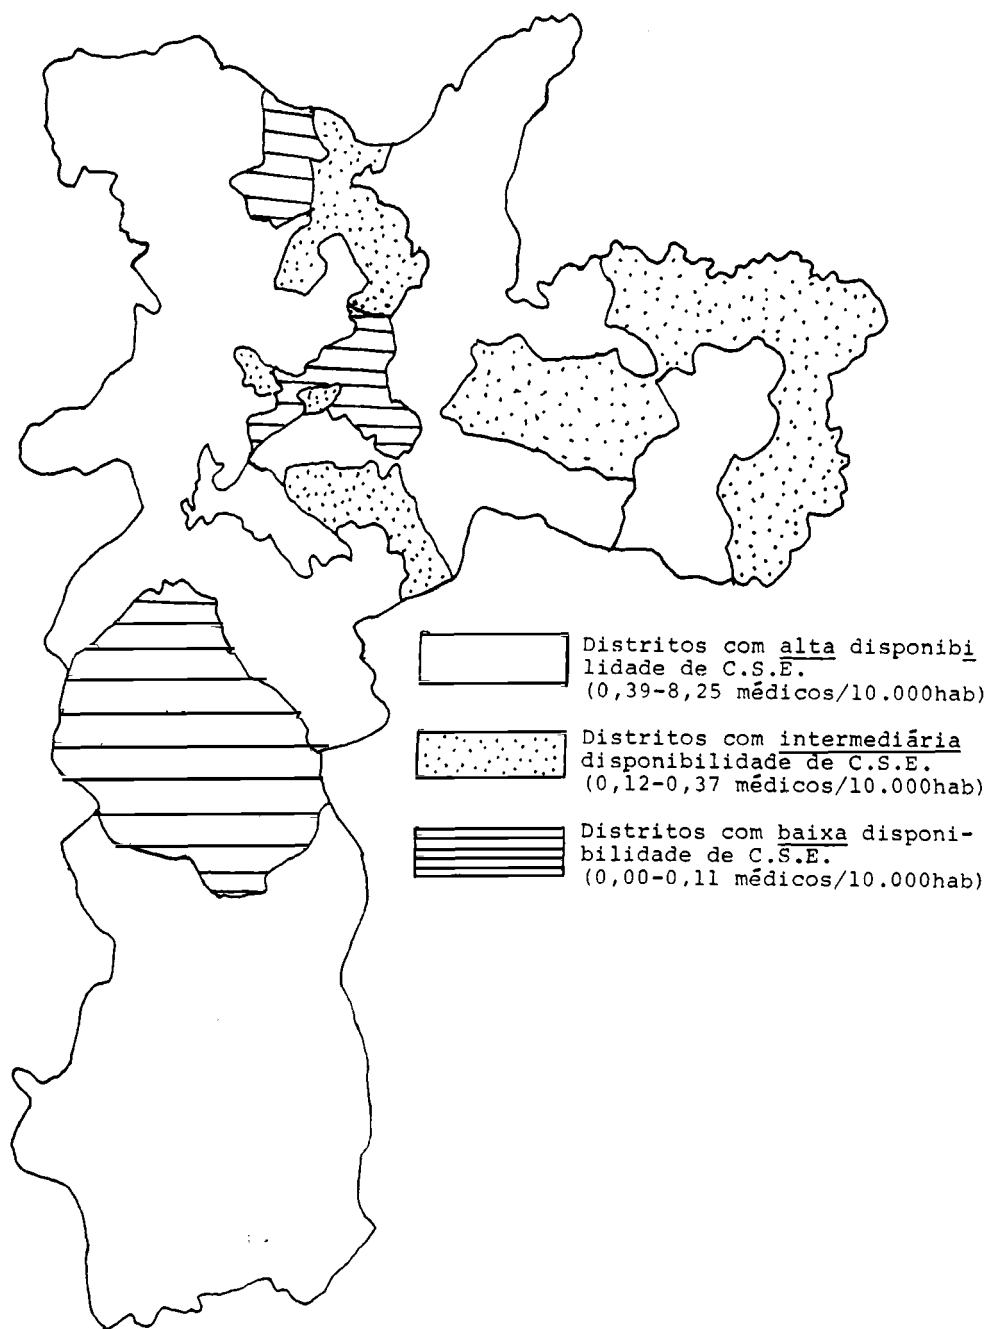 Distritos com alta disponibi
lidade de C.S.E.
(0,39-8,25 médicos/10.000hab)
Distritos com intermediária
disponibilidade de C.S.E.
(0,12-0,37 médicos/10.000hab)
Distritos com baixa disponi-
bilidade de C.S.E.
(0,00-0,11 médicos/10.000hab)